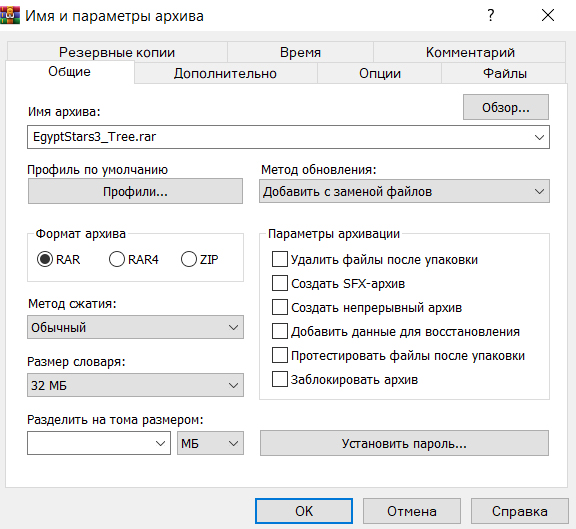 Имя и параметры архива
?
Резервные копии
Время
Комментарий
Общие
Дополнительно
Опции
Файлы
Имя архива:
Обзор...
EgyptStars3_Tree.rar
Профиль по умолчанию
Метод обновления:
Профили...
Добавить с заменой файлов
Формат архива
RAR
RAR4
ZIP
Параметры архивации
Удалить файлы после упаковки
Создать SFX-архив
Создать непрерывный архив
Добавить данные для восстановления
Протестировать файлы после упаковки
Заблокировать архив
Метод сжатия:
Обычный
Размер словаря:
32 МБ
Разделить на тома размером:
МБ
Установить пароль...
OK
Отмена
Справка